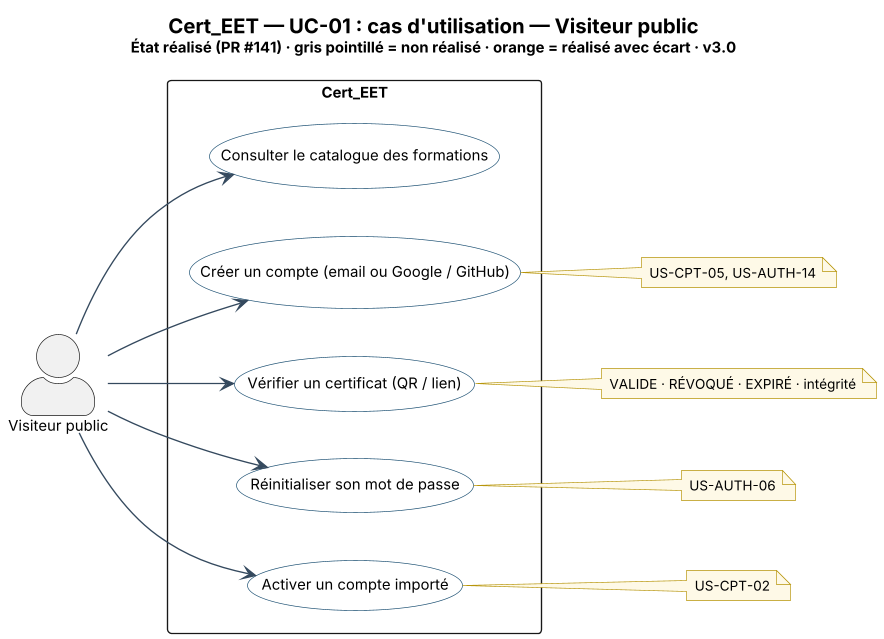 Cert_EET — UC-01 : cas d'utilisation — Visiteur public
État réalisé (PR #141) · gris pointillé = non réalisé · orange = réalisé avec écart · v3.0
Cert_EET
Consulter le catalogue des formations
Créer un compte (email ou Google / GitHub)
US-CPT-05, US-AUTH-14
Vérifier un certificat (QR / lien)
VALIDE · RÉVOQUÉ · EXPIRÉ · intégrité
Visiteur public
Réinitialiser son mot de passe
US-AUTH-06
Activer un compte importé
US-CPT-02